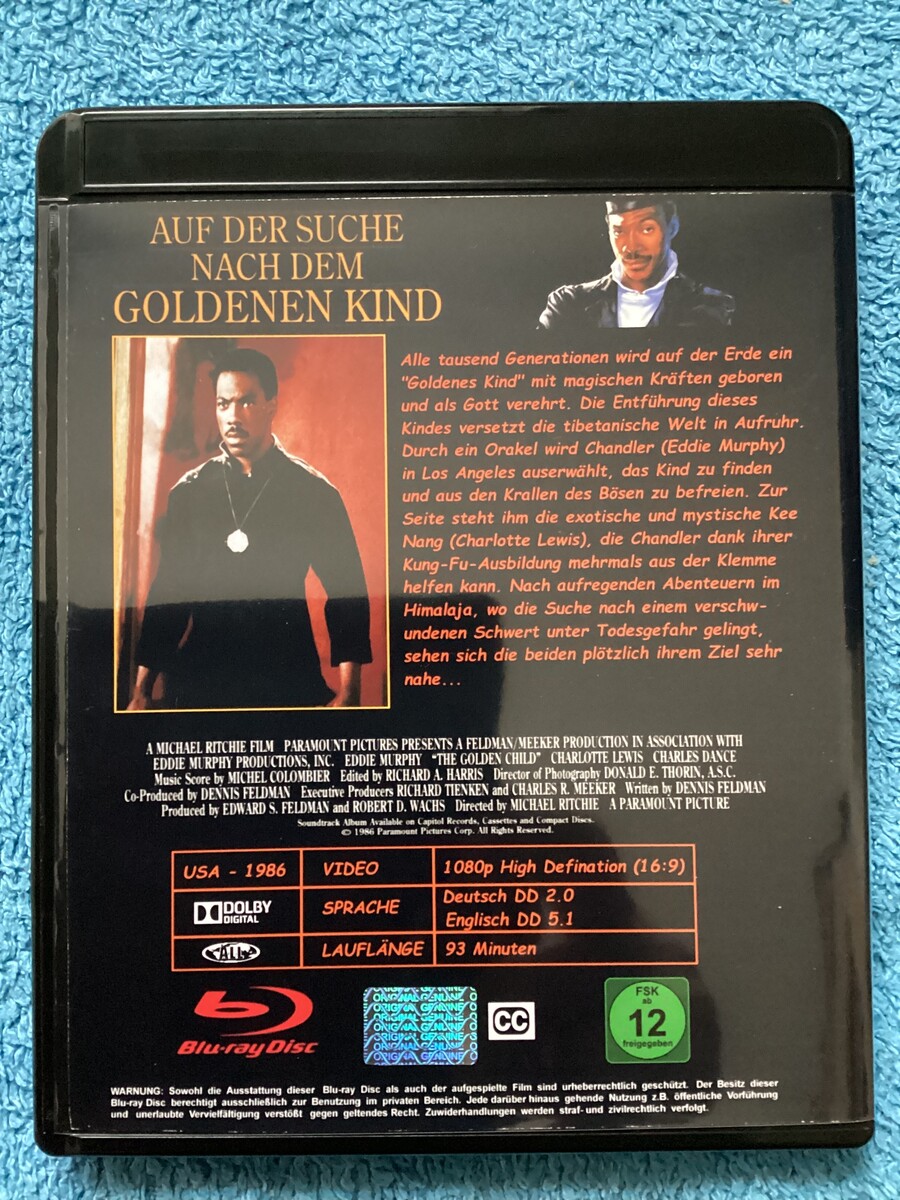 AUF DER SUCHE
NACH DEM
GOLDENEN KIND
Alle tausend Generationen wird auf der Erde ein
"Goldenes Kind" mit magischen Kräften geboren
und als Gott verehrt. Die Entführung dieses
Kindes versetzt die tibetanische Welt in Aufruhr.
Durch ein Orakel wird Chandler (Eddie Murphy)
in Los Angeles auserwählt, das Kind zu finden
und aus den Krallen des Bösen zu befreien. Zur
Seite steht ihm die exotische und mystische Kee
Nang (Charlotte Lewis), die Chandler dank ihrer
Kung-Fu-Ausbildung mehrmals aus der Klemme
helfen kann. Nach aufregenden Abenteuern im
Himalaja, wo die Suche nach einem verschw-
undenen Schwert unter Todesgefahr gelingt,
sehen sich die beiden plötzlich ihrem Ziel sehr
nahe...
A MICHAEL RITCHIE FILM PARAMOUNT PICTURES PRESENTS A FELDMAN/MEEKER PRODUCTION IN ASSOCIATION WITH
EDDIE MURPHY PRODUCTIONS, INC. EDDIE MURPHY "THE GOLDEN CHILD" CHARLOTTE LEWIS CHARLES DANCE
Music Score by MICHEL COLOMBIER Edited by RICHARD A. HARRIS Director of Photography DONALD E. THORIN, A.S.C.
Co-Produced by DENNIS FELDMAN Executive Producers RICHARD TIENKEN and CHARLES R. MEEKER Written by DENNIS FELDMAN
Produced by EDWARD S. FELDMAN and ROBERT D. WACHS Directed by MICHAEL RITCHIE A PARAMOUNT PICTURE
Soundtrack Album Available on Capitol Records, Cassettes and Compact Discs.
© 1986 Paramount Pictures Corp. All Rights Reserved.
USA - 1986 VIDEO 1080p High Defination (16:9)
DOLBY DIGITAL SPRACHE Deutsch DD 2.0
Englisch DD 5.1
ALL LAUFLÄNGE 93 Minuten
Blu-ray Disc
ORIGINAL GENUINE
CC
FSK
ab
12
freigegeben
WARNUNG: Sowohl die Ausstattung dieser Blu-ray Disc als auch der aufgespielte Film sind urheberrechtlich geschützt. Der Besitz dieser
Blu-ray Disc berechtigt ausschließlich zur Benutzung im privaten Bereich. Jede darüber hinaus gehende Nutzung z.B. öffentliche Vorführung
und unerlaubte Vervielfältigung verstößt gegen geltendes Recht. Zuwiderhandlungen werden straf- und zivilrechtlich verfolgt.